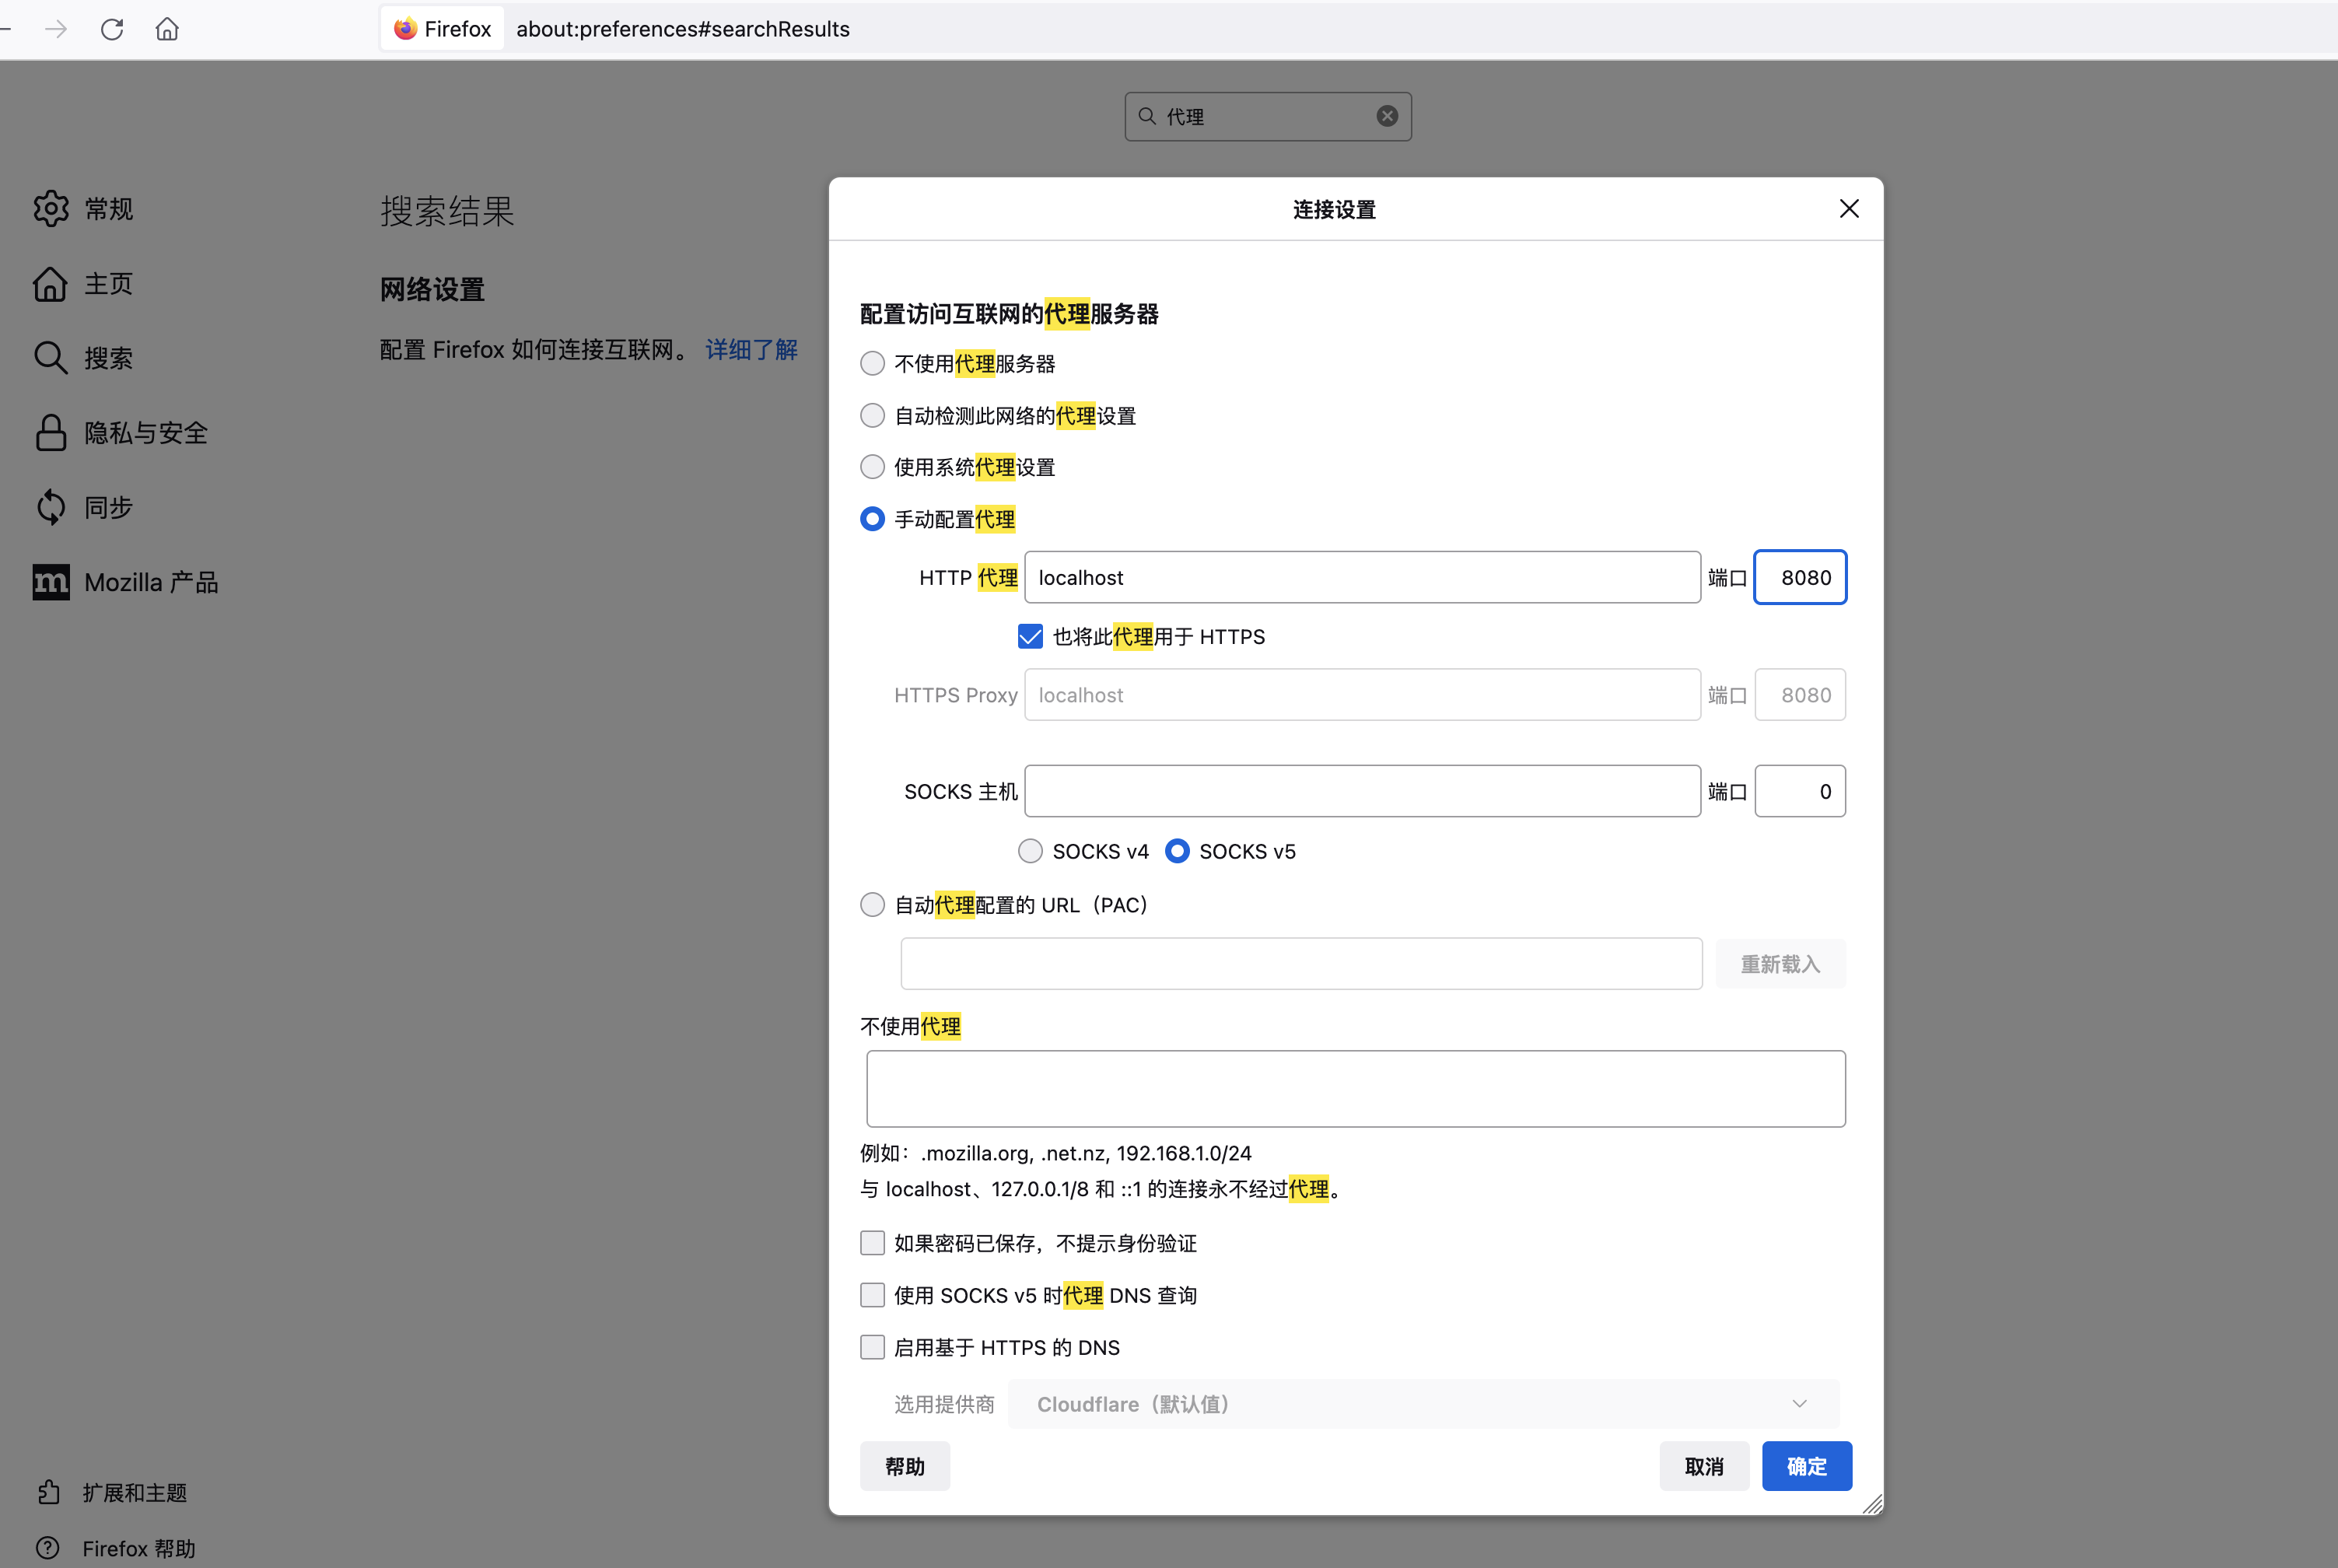 Firefox about:preferences#searchResults
代理
常规
主页
搜索
隐私与安全
同步
Mozilla 产品
搜索结果
网络设置
配置 Firefox 如何连接互联网。 详细了解
连接设置
配置访问互联网的代理服务器
不使用代理服务器
自动检测此网络的代理设置
使用系统代理设置
手动配置代理
HTTP 代理 localhost 端口 8080
也将此代理用于 HTTPS
HTTPS Proxy localhost 端口 8080
SOCKS 主机 端口 0
SOCKS v4 SOCKS v5
自动代理配置的 URL（PAC）
重新载入
不使用代理
例如：.mozilla.org, .net.nz, 192.168.1.0/24
与 localhost、127.0.0.1/8 和 ::1 的连接永不经过代理。
如果密码已保存，不提示身份验证
使用 SOCKS v5 时代理 DNS 查询
启用基于 HTTPS 的 DNS
选用提供商 Cloudflare（默认值）
帮助 取消 确定
扩展和主题
Firefox 帮助